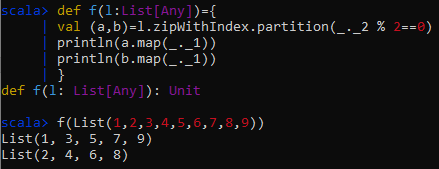 scala> def f(l:List[Any])={
     | val (a,b)=l.zipWithIndex.partition(_._2 % 2==0)
     | println(a.map(_._1))
     | println(b.map(_._1))
     | }
def f(l: List[Any]): Unit

scala> f(List(1,2,3,4,5,6,7,8,9))
List(1, 3, 5, 7, 9)
List(2, 4, 6, 8)